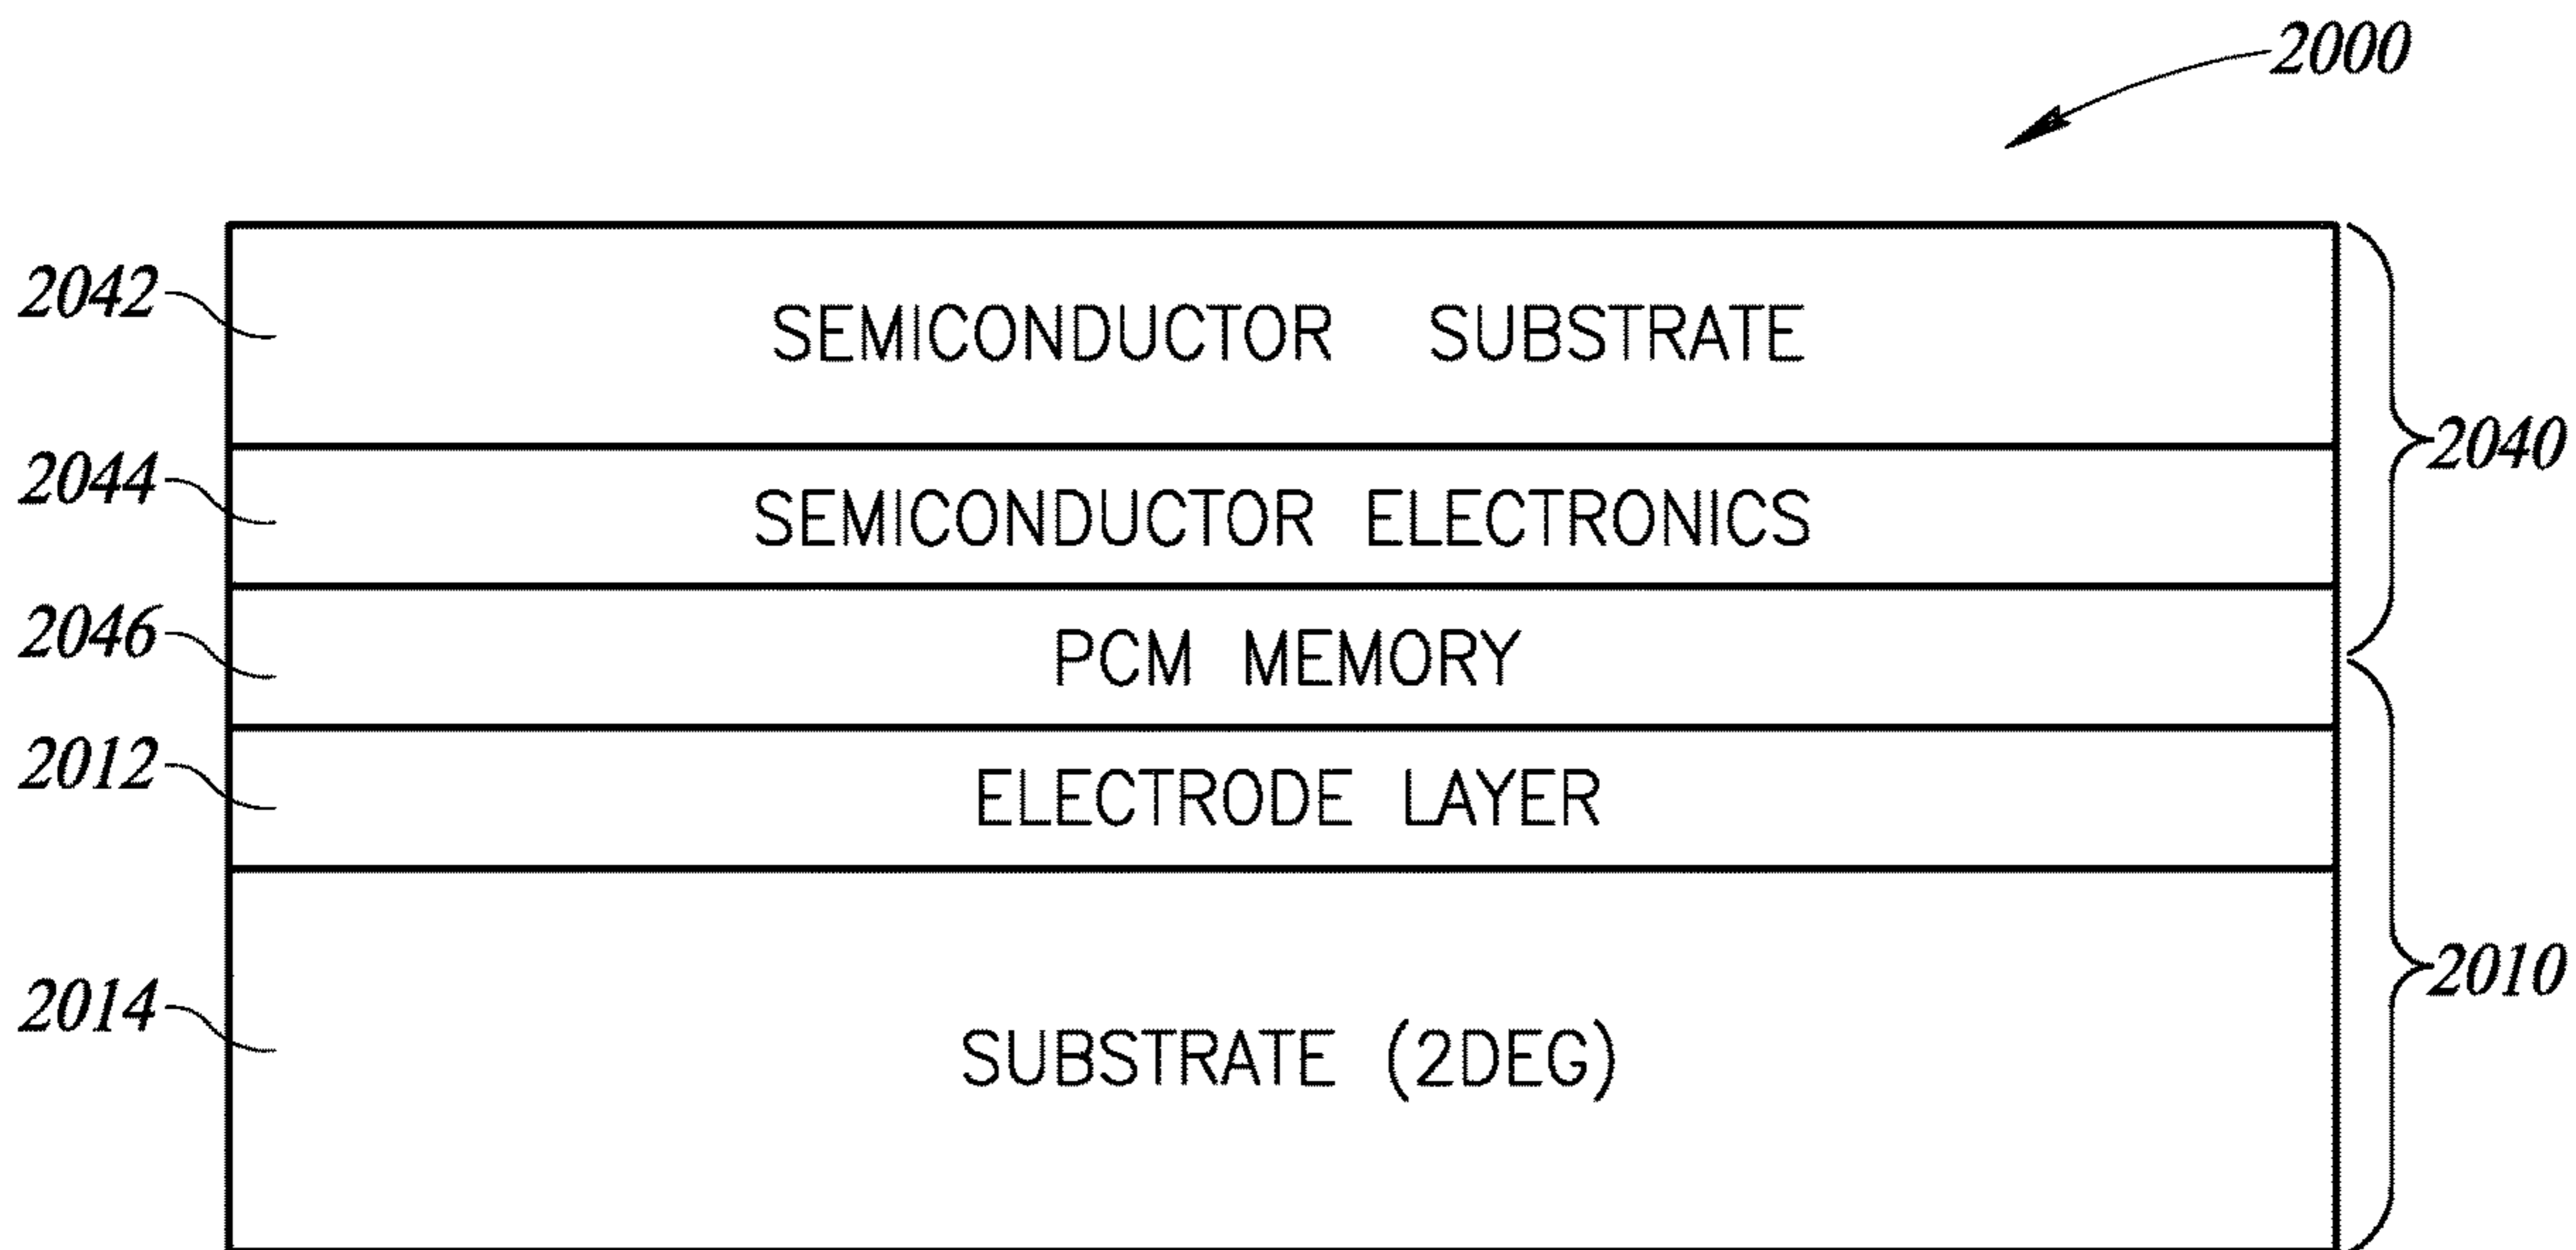 2000
2042
SEMICONDUCTOR SUBSTRATE
2040
2044
SEMICONDUCTOR ELECTRONICS
2046
PCM MEMORY
2012
ELECTRODE LAYER
2010
2014
SUBSTRATE (2DEG)